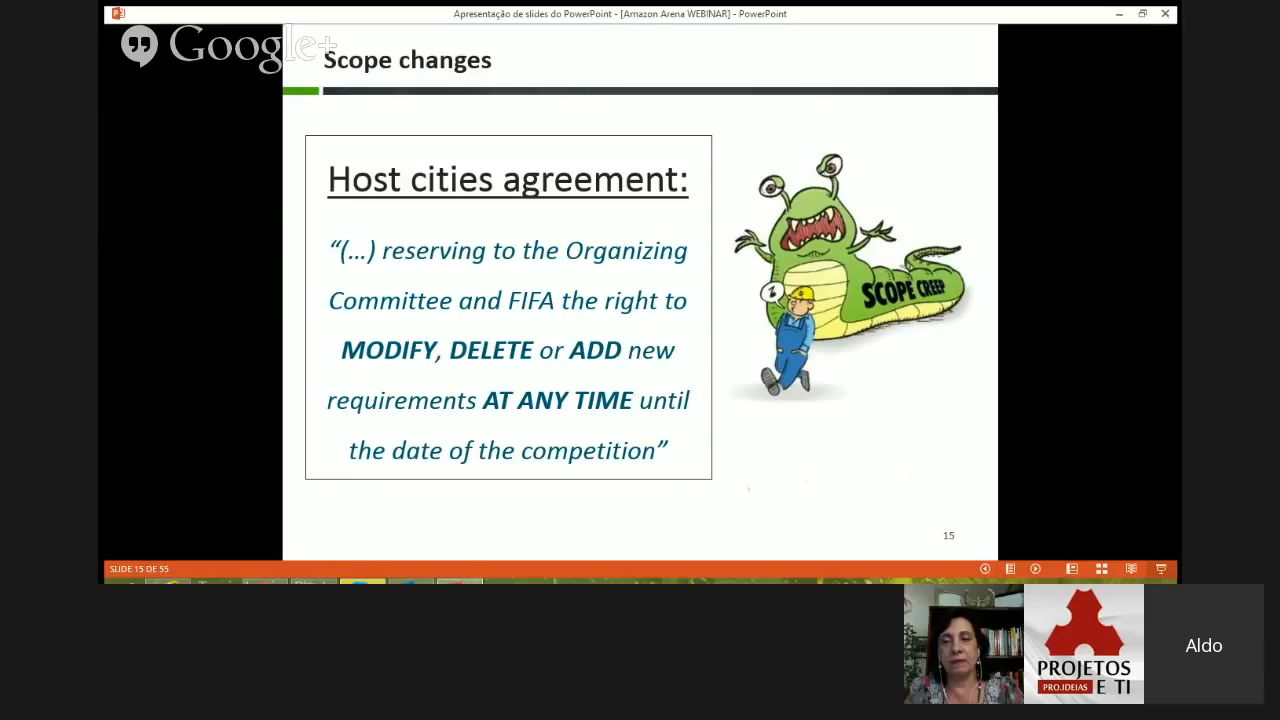 Apresentação de slides do PowerPoint - [Amazon Arena WEBINAR] - PowerPoint
Google+
Scope changes
Host cities agreement:
“(...) reserving to the Organizing
Committee and FIFA the right to
MODIFY, DELETE or ADD new
requirements AT ANY TIME until
the date of the competition”
SCOPE CREEP
15
SLIDE 15 DE 55
PROJETOS
PRO.IDEIAS E TI
Aldo